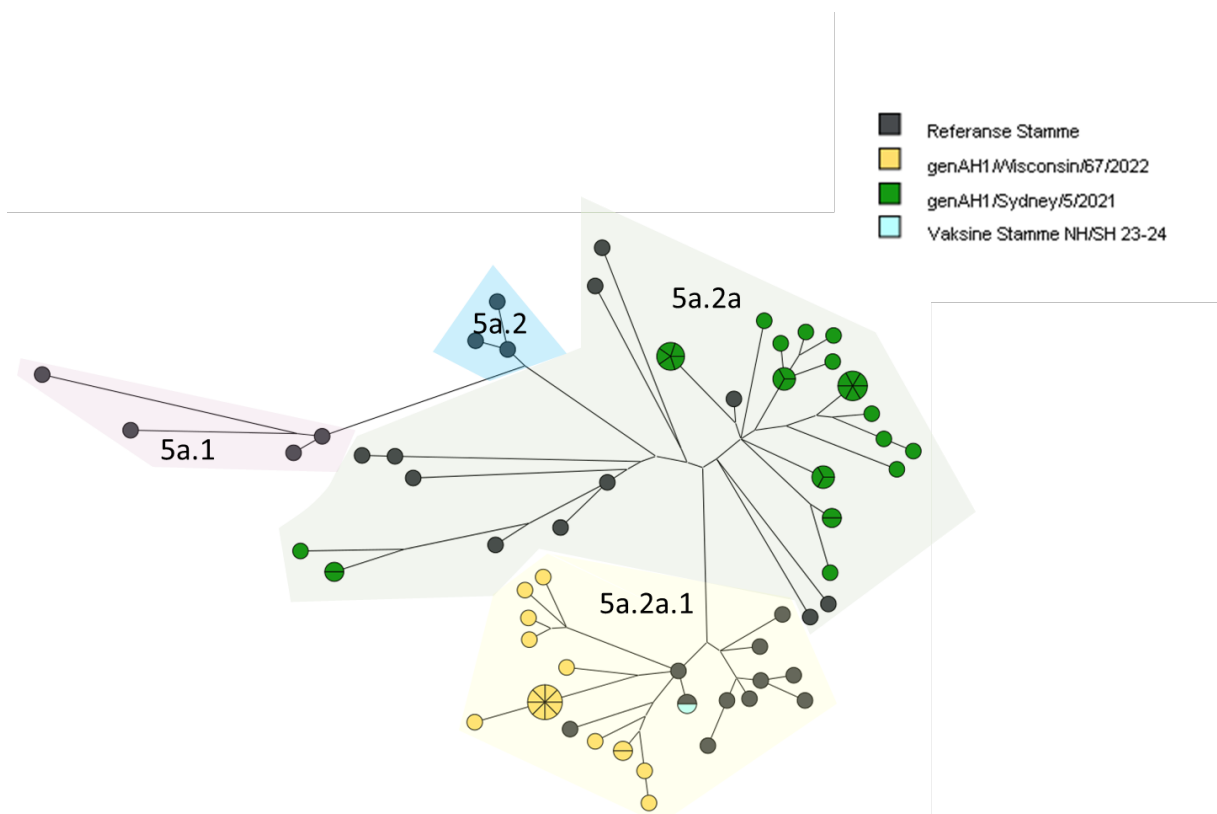 Referanse Stamme
genAH1/Wisconsin/67/2022
genAH1/Sydney/5/2021
Vaksine Stamme NH/SH 23-24
5a.2a
5a.2
5a.1
5a.2a.1